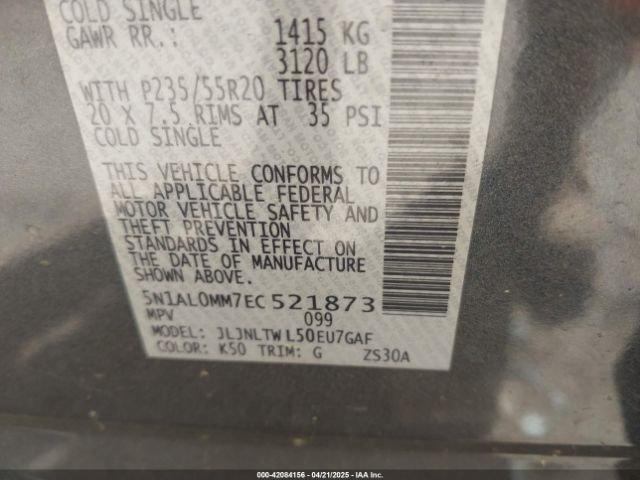 COLD SINGLE
GAWR RR.: 1415 KG
3120 LB
WITH P235/55R20 TIRES
20 X 7.5 RIMS AT 35 PSI
COLD SINGLE
THIS VEHICLE CONFORMS TO
ALL APPLICABLE FEDERAL
MOTOR VEHICLE SAFETY AND
THEFT PREVENTION
STANDARDS IN EFFECT ON
THE DATE OF MANUFACTURE
SHOWN ABOVE.
5N1AL0MM7EC521873
MPV 099
MODEL: JLJNLTWL50EU7GAF
COLOR: K50 TRIM: G ZS30A
000-42084156 - 04/21/2025 - IAA Inc.